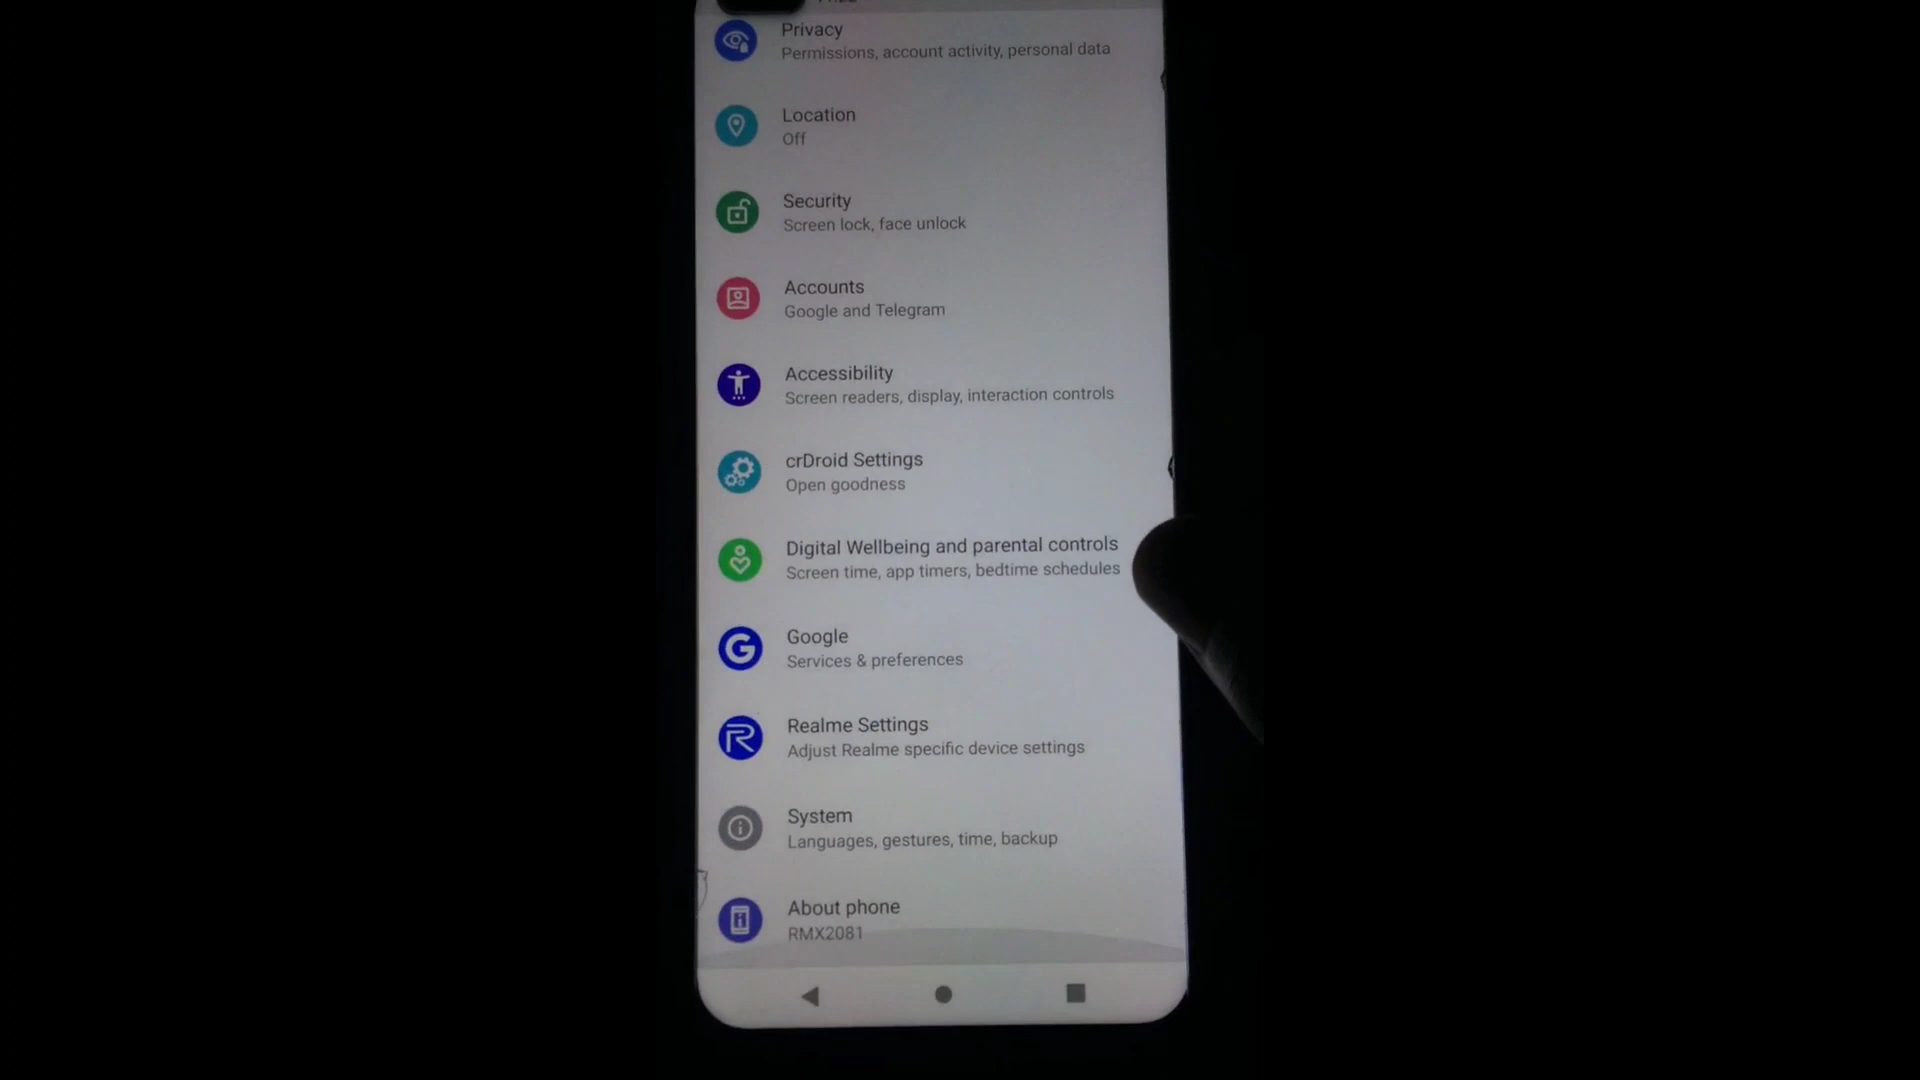 Privacy
Permissions, account activity, personal data
Location
Off
Security
Screen lock, face unlock
Accounts
Google and Telegram
Accessibility
Screen readers, display, interaction controls
crDroid Settings
Open goodness
Digital Wellbeing and parental controls
Screen time, app timers, bedtime schedules
Google
Services & preferences
Realme Settings
Adjust Realme specific device settings
System
Languages, gestures, time, backup
About phone
RMX2081